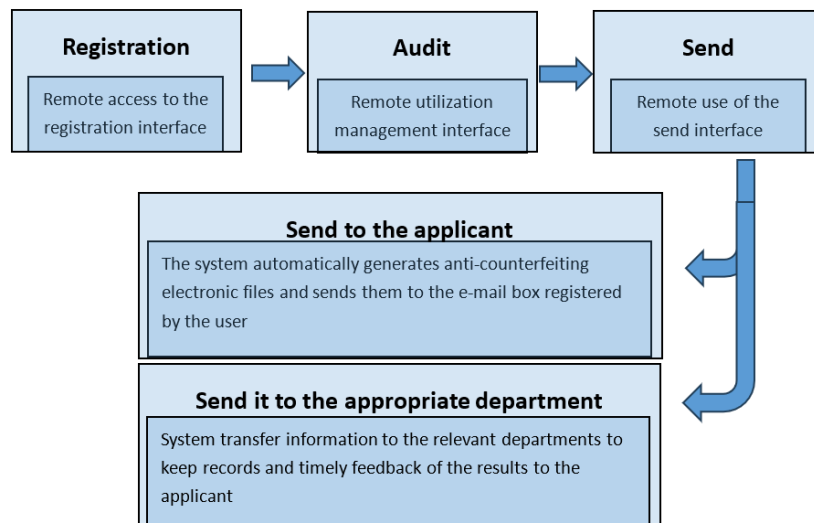 Registration
Remote access to the
registration interface
Audit
Remote utilization
management interface
Send
Remote use of the
send interface
Send to the applicant
The system automatically generates anti-counterfeiting
electronic files and sends them to the e-mail box registered
by the user
Send it to the appropriate department
System transfer information to the relevant departments to
keep records and timely feedback of the results to the
applicant